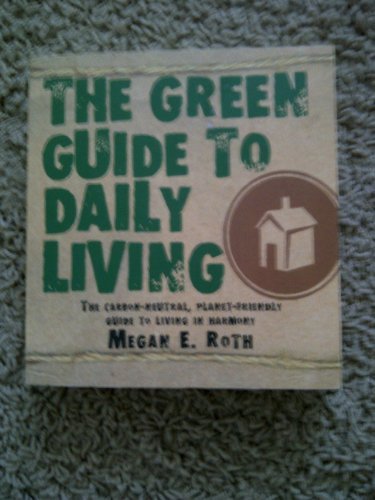 THE GREEN
GUIDE TO
DAILY
LIVING
THE CARBON-NEUTRAL, PLANET-FRIENDLY
GUIDE TO LIVING IN HARMONY
MEGAN E. ROTH